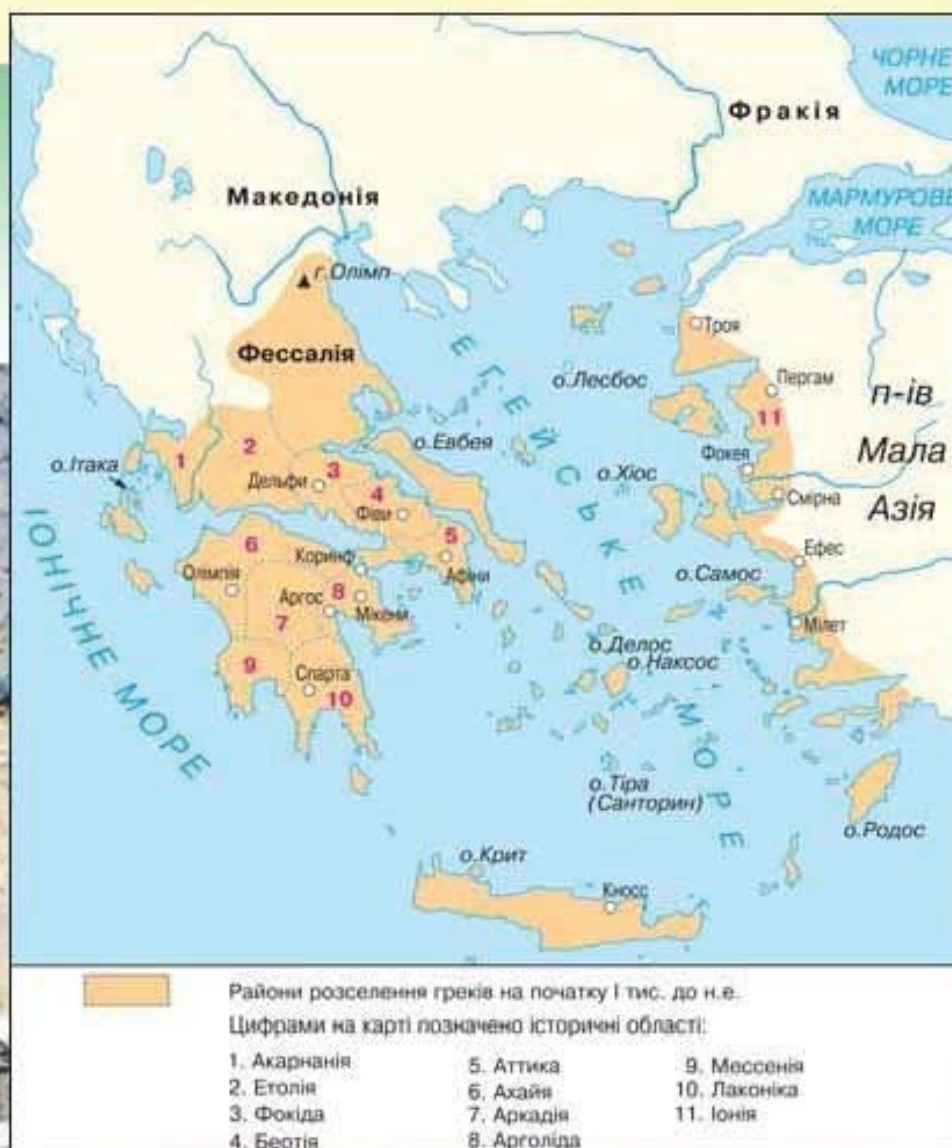 ЧОРНЕ
МОРЕ
Фракія
Македонія
МАРМУРОВЕ
МОРЕ
г.Олімп
Троя
Фессалія
о.Лесбос
Пергам
п-ів
Мала
Азія
11
ЕГЕЙСЬКЕ МОРЕ
о.Евбея
о.Ітака
1
2
3
Дельфи
4
Фіви
Фокея
о.Хіос
Смірна
5
Афіни
6
Коринф
Олімпія
Ефес
о.Самос
8
Аргос
Мікени
7
Мілет
ІОНІЧНЕ МОРЕ
о.Делос
о.Наксос
9
Спарта
10
о.Тіра
(Санторин)
о.Родос
о.Крит
Кносс
Райони розселення греків на початку І тис. до н.е.
Цифрами на карті позначено історичні області:
1. Акарнанія
2. Етолія
3. Фокіда
4. Беотія
5. Аттика
6. Ахайя
7. Аркадія
8. Арголіда
9. Мессенія
10. Лаконіка
11. Іонія